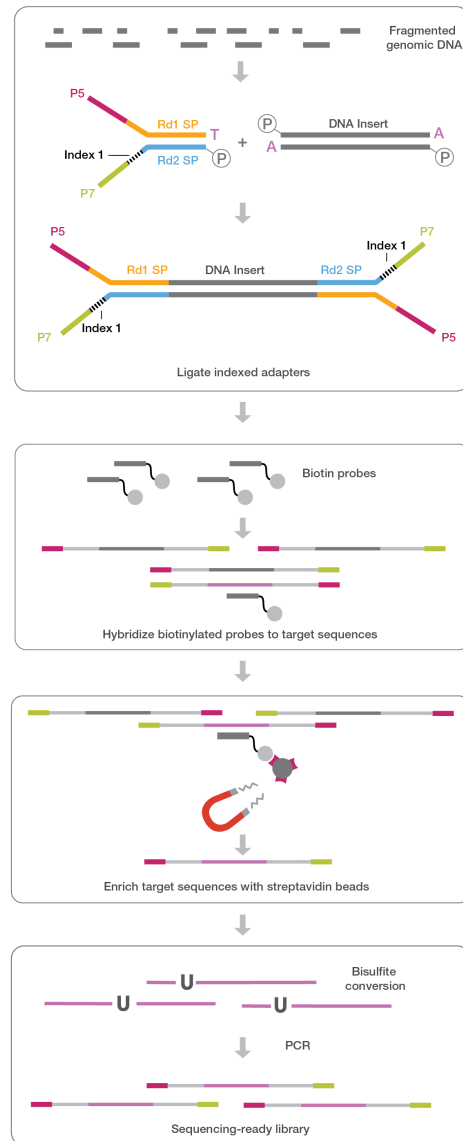 Fragmented
genomic DNA
P5
Rd1 SP
T
P
DNA Insert
A
+
Index 1
Rd2 SP
P
A
P
P7
P7
P5
Index 1
Rd1 SP
DNA Insert
Rd2 SP
Index 1
P7
P5
Ligate indexed adapters
Biotin probes
Hybridize biotinylated probes to target sequences
Enrich target sequences with streptavidin beads
Bisulfite
conversion
U
U
U
PCR
Sequencing-ready library